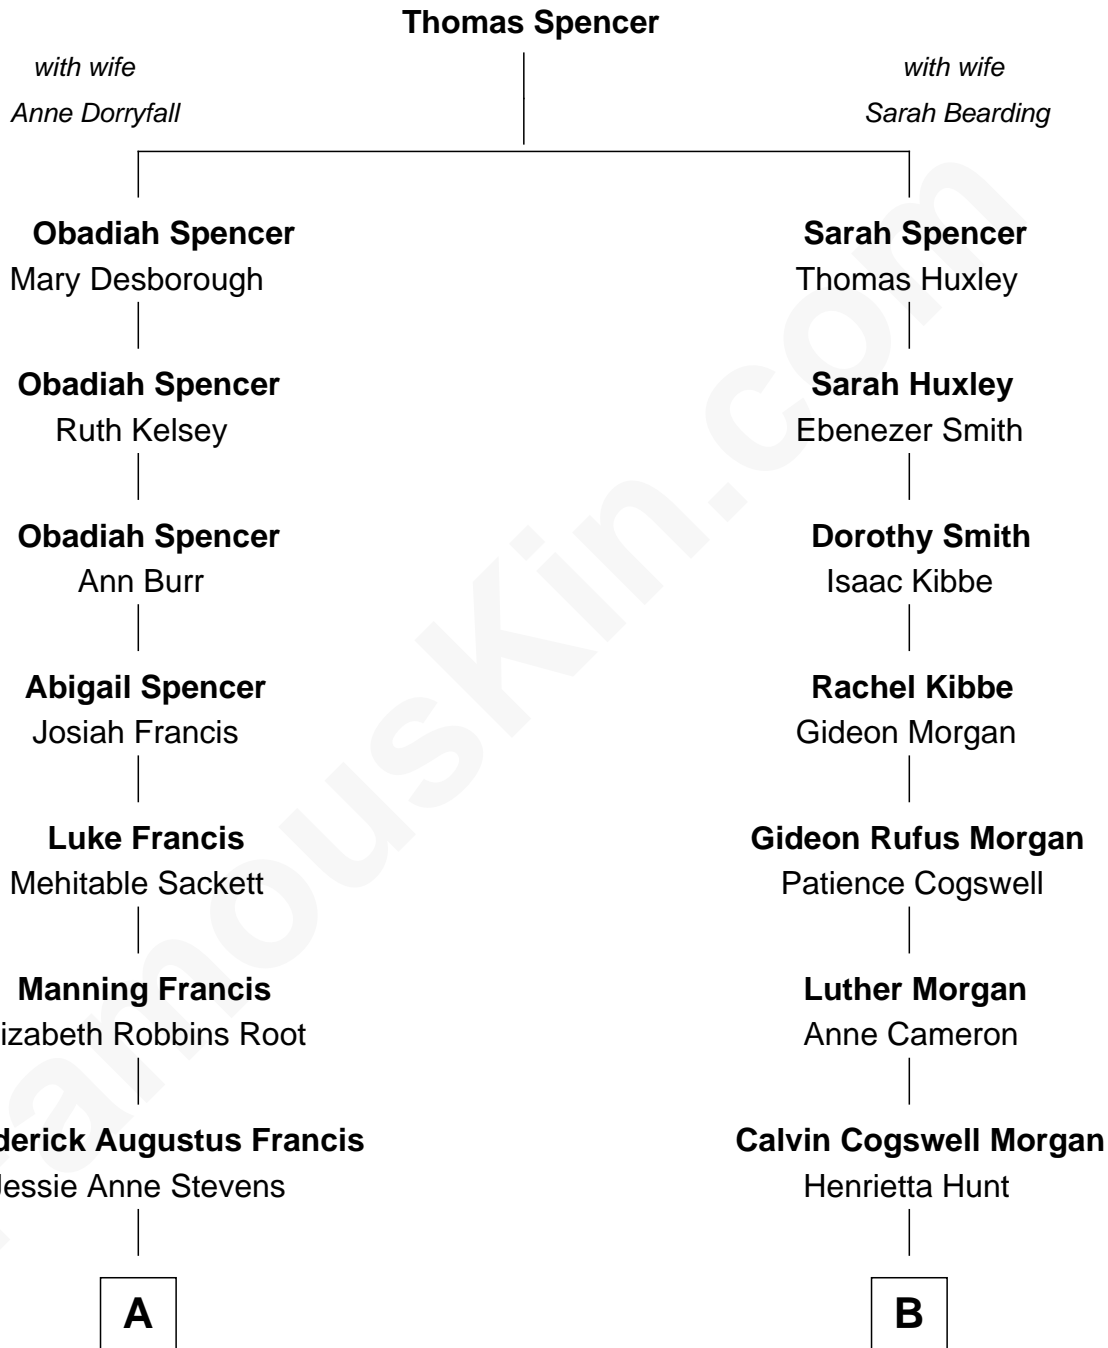 Thomas Spencer
with wife
Anne Dorryfall
with wife
Sarah Bearding
Obadiah Spencer
Mary Desborough
Sarah Spencer
Thomas Huxley
Obadiah Spencer
Ruth Kelsey
Sarah Huxley
Ebenezer Smith
Obadiah Spencer
Ann Burr
Dorothy Smith
Isaac Kibbe
Abigail Spencer
Josiah Francis
Rachel Kibbe
Gideon Morgan
Luke Francis
Mehitable Sackett
Gideon Rufus Morgan
Patience Cogswell
Manning Francis
izabeth Robbins Root
Luther Morgan
Anne Cameron
derick Augustus Francis
Jessie Anne Stevens
Calvin Cogswell Morgan
Henrietta Hunt
A
B
FamousKin.com